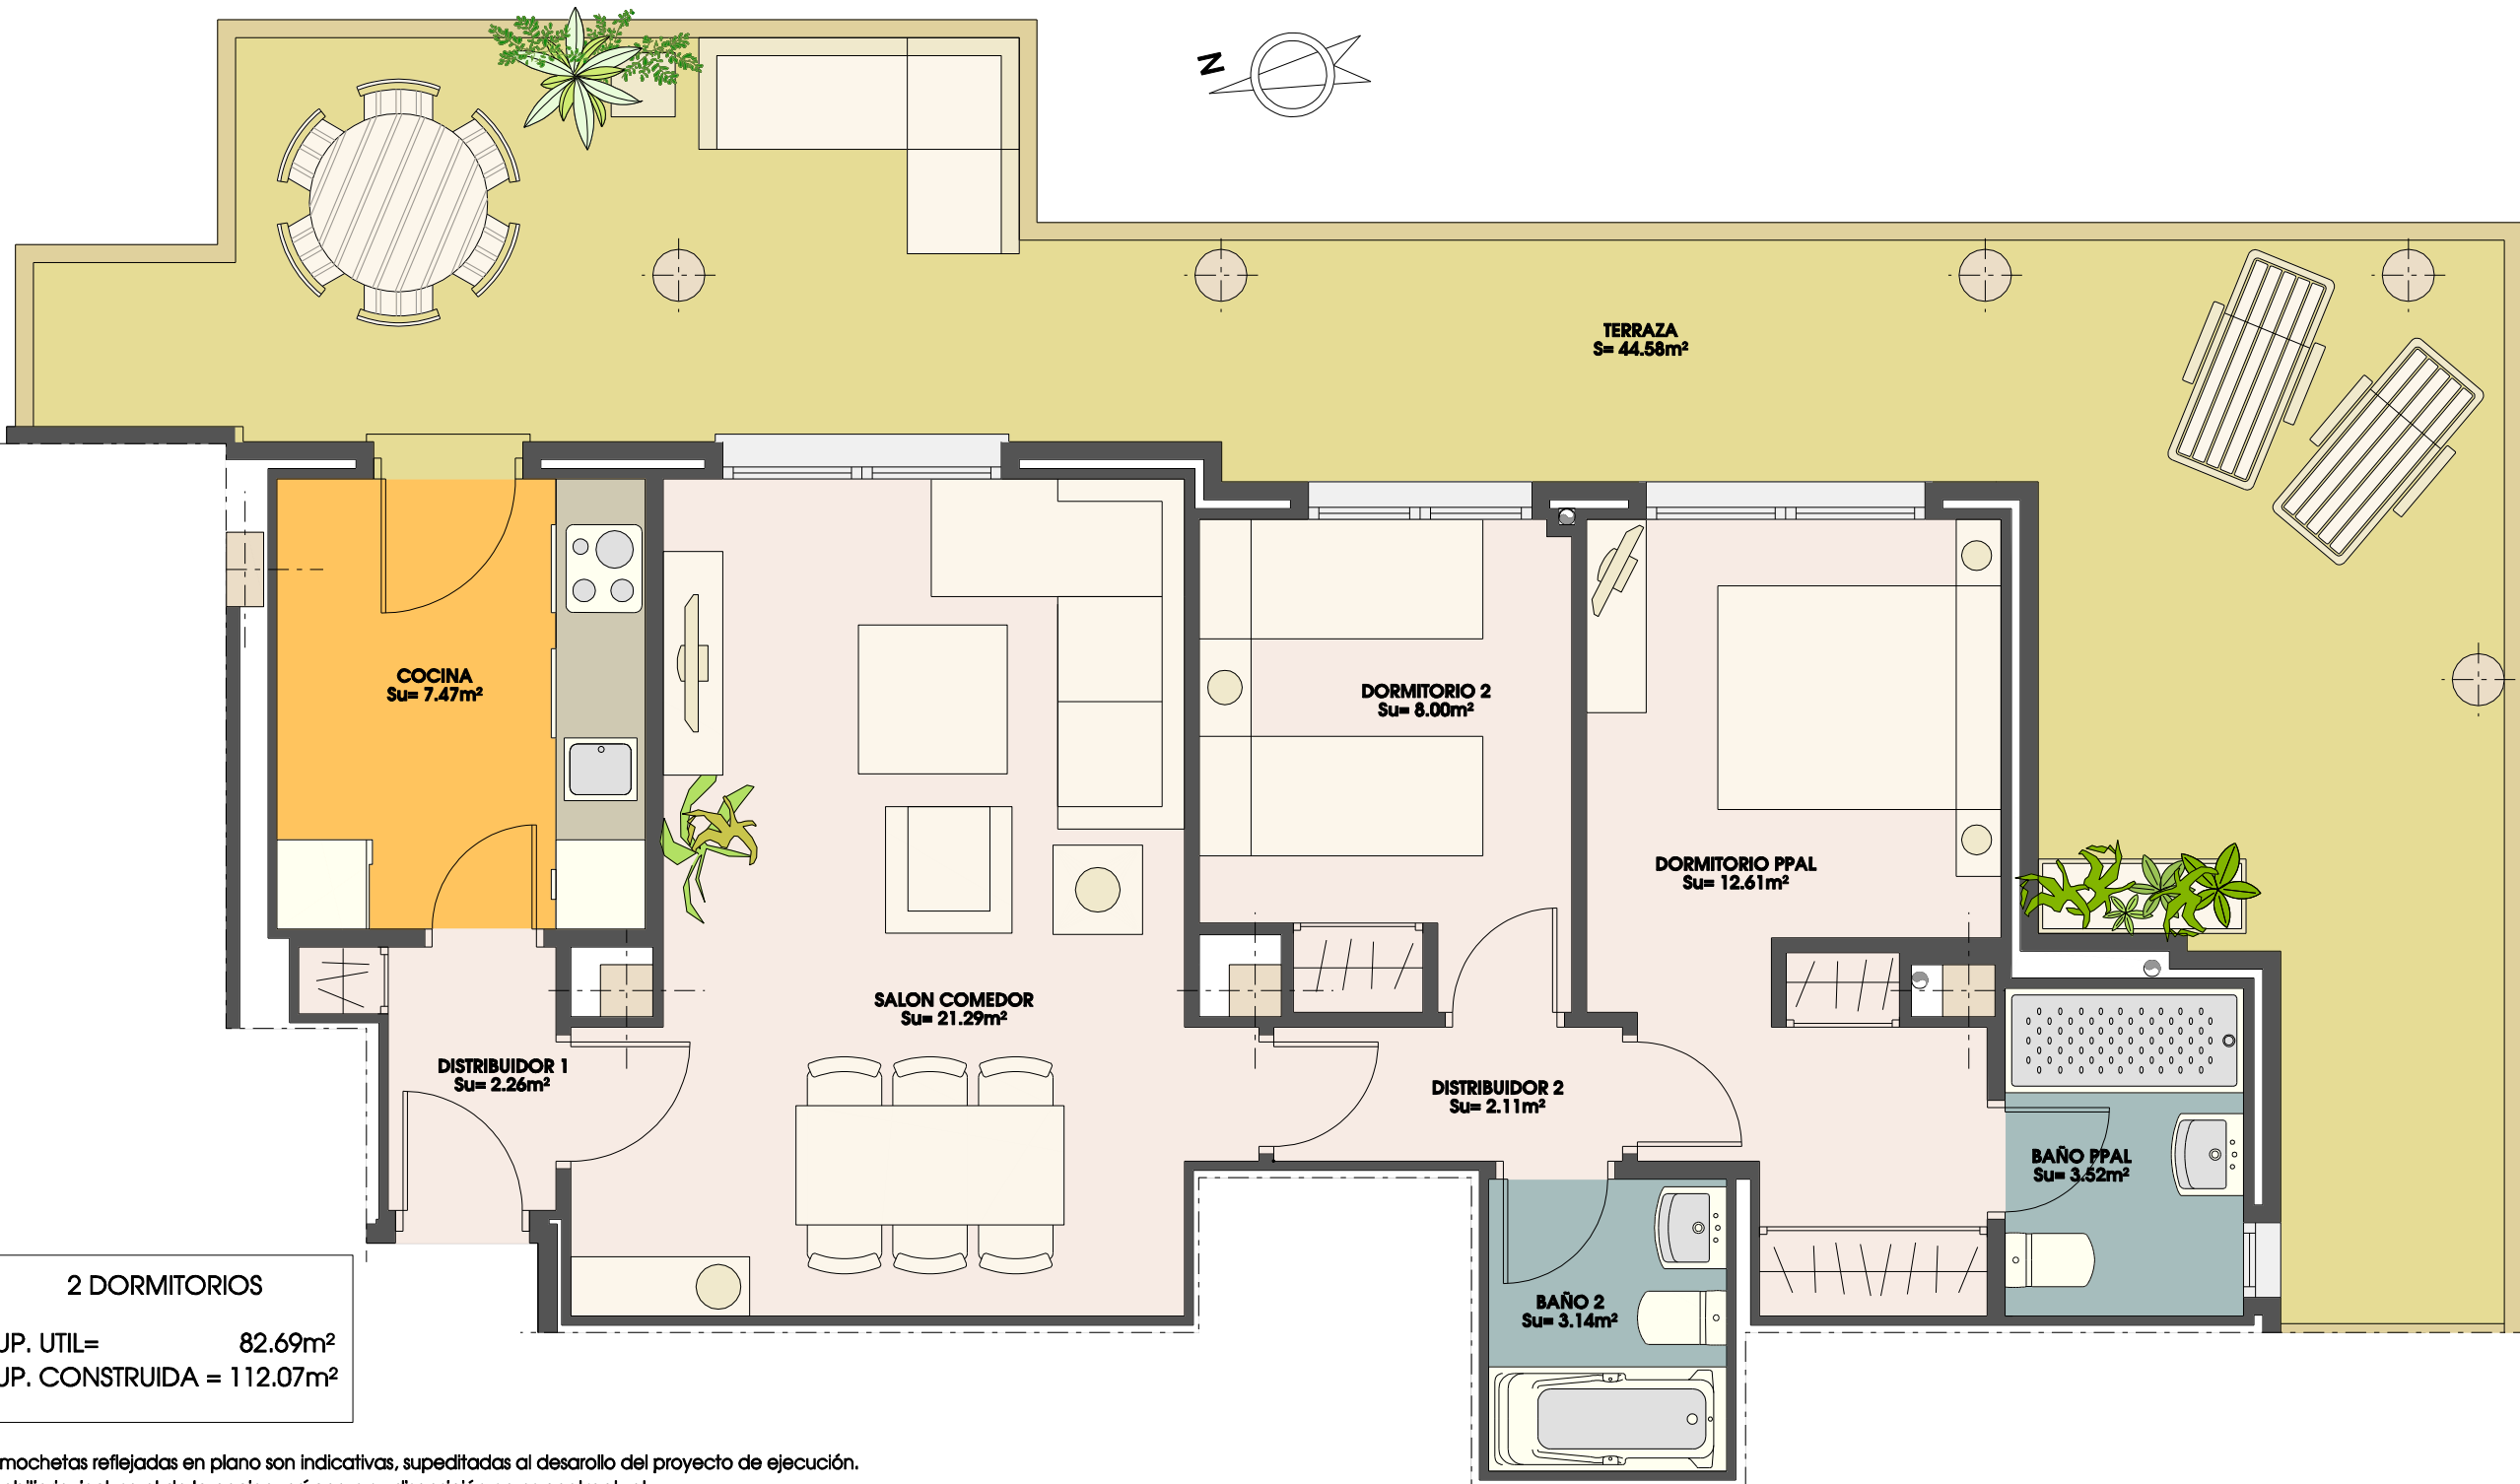 N
TERRAZA
S= 44.58m²
COCINA
Su= 7.47m²
DORMITORIO 2
Su= 8.00m²
DORMITORIO PPAL
Su= 12.61m²
SALON COMEDOR
Su= 21.29m²
DISTRIBUIDOR 1
Su= 2.26m²
DISTRIBUIDOR 2
Su= 2.11m²
BAÑO PPAL
Su= 3.52m²
BAÑO 2
Su= 3.14m²
2 DORMITORIOS
UP. UTIL= 82.69m²
UP. CONSTRUIDA = 112.07m²
mochetas reflejadas en plano son indicativas, supeditadas al desarollo del proyecto de ejecución.